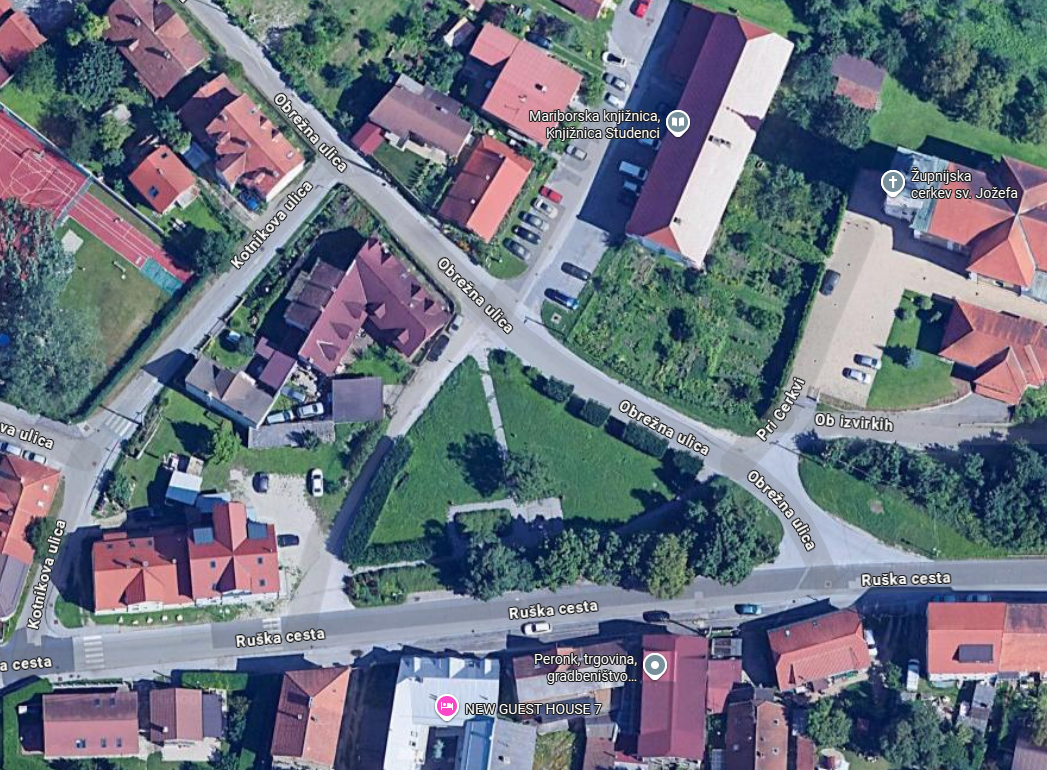 Obrežna ulica
Mariborska knjižnica,
Knjižnica Studenci
Župnijska
cerkev sv. Jožefa
Kotnikova ulica
Obrežna ulica
Obrežna ulica
Pri Cerkvi
Ob izvirkih
va ulica
Obrežna ulica
Kotnikova ulica
Ruška cesta
Ruška cesta
Ruška cesta
a cesta
Peronk, trgovina,
gradbeništvo...
NEW GUEST HOUSE 7